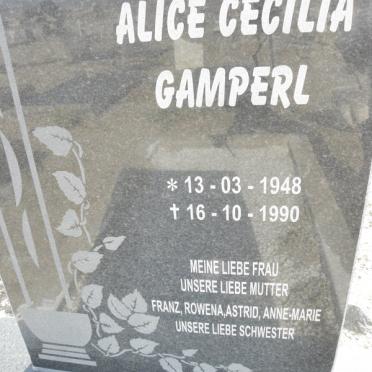 ALICE CECILIA
GAMPERL
* 13 - 03 - 1948
† 16 - 10 - 1990
MEINE LIEBE FRAU
UNSERE LIEBE MUTTER
FRANZ, ROWENA, ASTRID, ANNE-MARIE
UNSERE LIEBE SCHWESTER